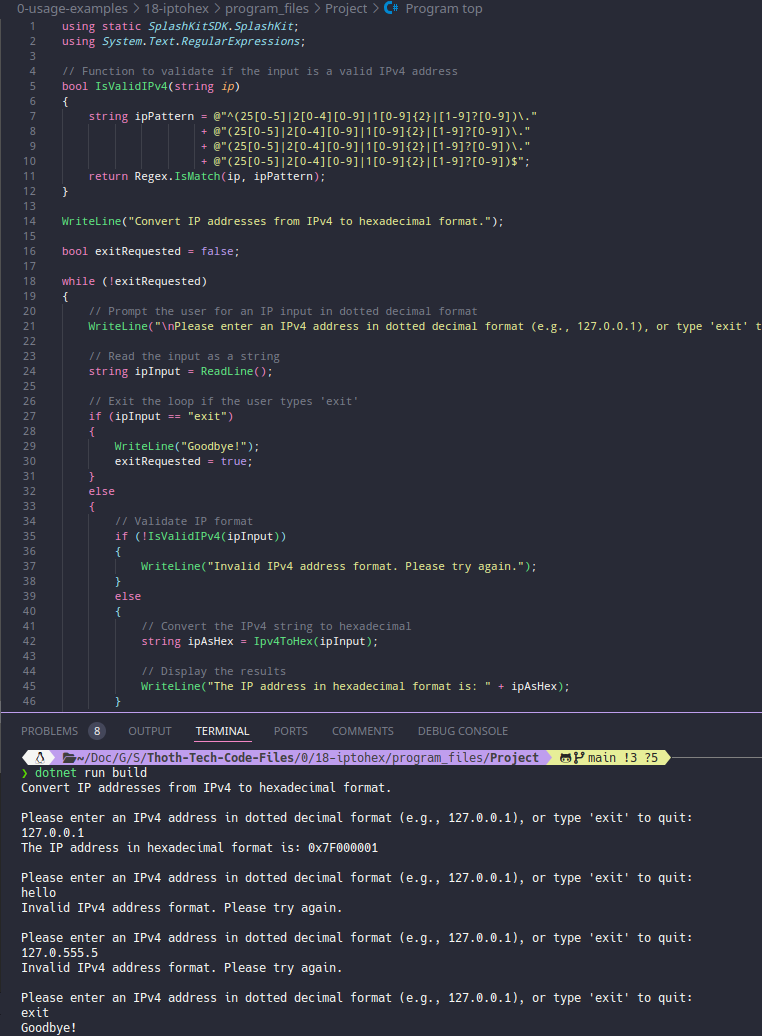 0-usage-examples > 18-iptohex > program_files > Project > C# Program top
1 using static SplashKitSDK.SplashKit;
2 using System.Text.RegularExpressions;
3
4 // Function to validate if the input is a valid IPv4 address
5 bool IsValidIPv4(string ip)
6 {
7     string ipPattern = @"^(25[0-5]|2[0-4][0-9]|1[0-9]{2}|[1-9]?[0-9])\."
8                      + @"(25[0-5]|2[0-4][0-9]|1[0-9]{2}|[1-9]?[0-9])\."
9                      + @"(25[0-5]|2[0-4][0-9]|1[0-9]{2}|[1-9]?[0-9])\."
10                      + @"(25[0-5]|2[0-4][0-9]|1[0-9]{2}|[1-9]?[0-9])$";
11     return Regex.IsMatch(ip, ipPattern);
12 }
13
14 WriteLine("Convert IP addresses from IPv4 to hexadecimal format.");
15
16 bool exitRequested = false;
17
18 while (!exitRequested)
19 {
20     // Prompt the user for an IP input in dotted decimal format
21     WriteLine("\nPlease enter an IPv4 address in dotted decimal format (e.g., 127.0.0.1), or type 'exit' t
22
23     // Read the input as a string
24     string ipInput = ReadLine();
25
26     // Exit the loop if the user types 'exit'
27     if (ipInput == "exit")
28     {
29         WriteLine("Goodbye!");
30         exitRequested = true;
31     }
32     else
33     {
34         // Validate IP format
35         if (!IsValidIPv4(ipInput))
36         {
37             WriteLine("Invalid IPv4 address format. Please try again.");
38         }
39         else
40         {
41             // Convert the IPv4 string to hexadecimal
42             string ipAsHex = Ipv4ToHex(ipInput);
43
44             // Display the results
45             WriteLine("The IP address in hexadecimal format is: " + ipAsHex);
46         }
PROBLEMS 8 OUTPUT TERMINAL PORTS COMMENTS DEBUG CONSOLE
~/Doc/G/S/Thoth-Tech-Code-Files/0/18-iptohex/program_files/Project main !3 ?5
❯ dotnet run build
Convert IP addresses from IPv4 to hexadecimal format.

Please enter an IPv4 address in dotted decimal format (e.g., 127.0.0.1), or type 'exit' to quit:
127.0.0.1
The IP address in hexadecimal format is: 0x7F000001

Please enter an IPv4 address in dotted decimal format (e.g., 127.0.0.1), or type 'exit' to quit:
hello
Invalid IPv4 address format. Please try again.

Please enter an IPv4 address in dotted decimal format (e.g., 127.0.0.1), or type 'exit' to quit:
127.0.555.5
Invalid IPv4 address format. Please try again.

Please enter an IPv4 address in dotted decimal format (e.g., 127.0.0.1), or type 'exit' to quit:
exit
Goodbye!